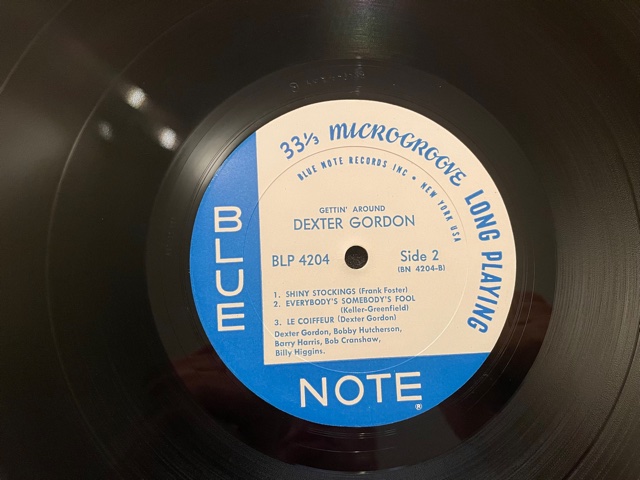 33⅓ MICROGROOVE LONG PLAYING
BLUE NOTE RECORDS INC • NEW YORK USA
GETTIN' AROUND
DEXTER GORDON
BLP 4204
Side 2
(BN 4204-B)
1. SHINY STOCKINGS (Frank Foster)
2. EVERYBODY'S SOMEBODY'S FOOL
(Keller-Greenfield)
3. LE COIFFEUR (Dexter Gordon)
Dexter Gordon, Bobby Hutcherson,
Barry Harris, Bob Cranshaw,
Billy Higgins.
BLUE
NOTE®